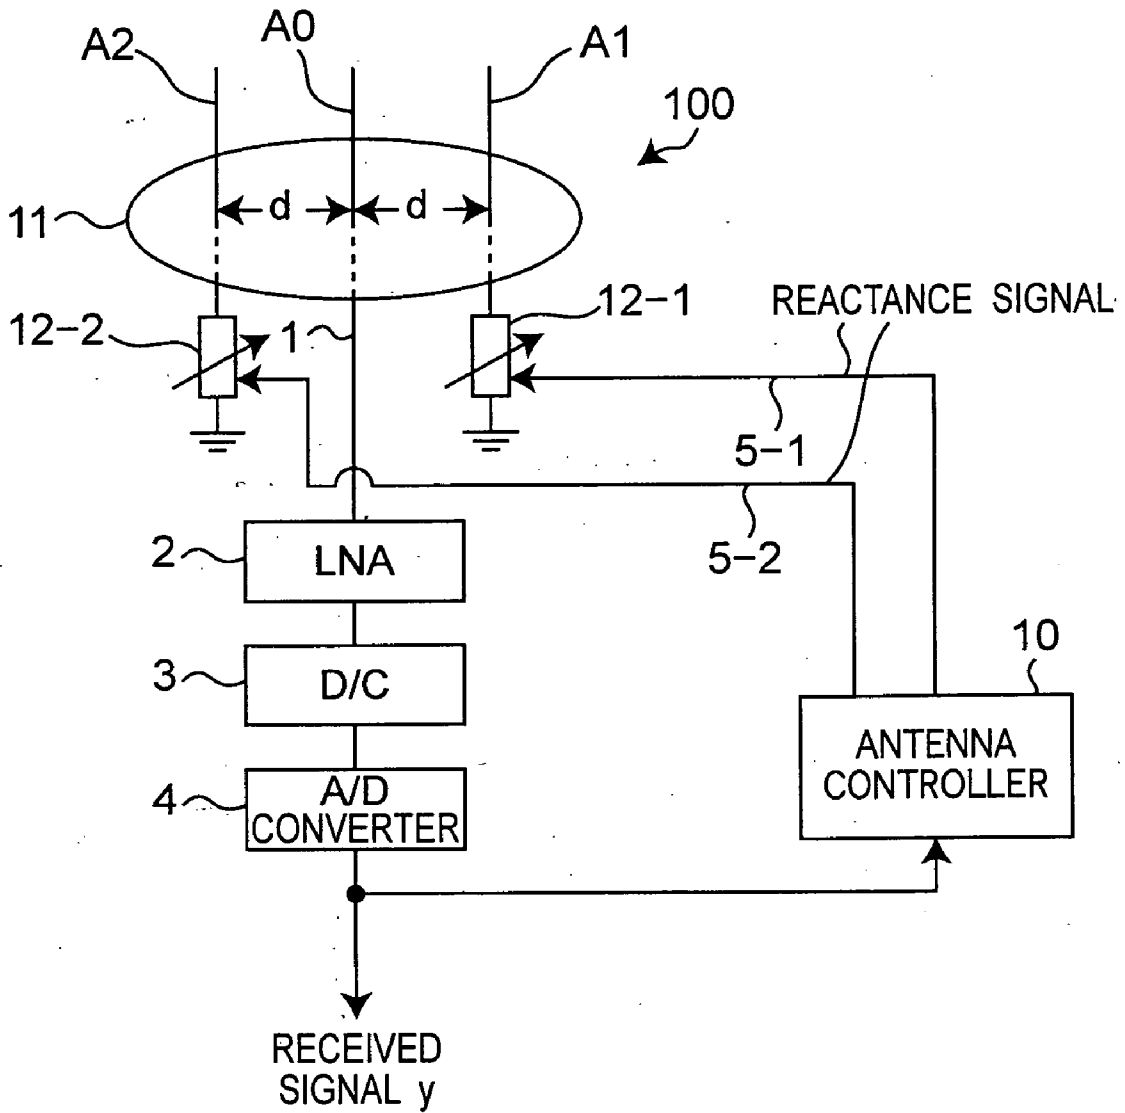 A2
A0
A1
100
d
d
11
12-2
1
12-1
REACTANCE SIGNAL
5-1
5-2
2
LNA
3
D/C
10
ANTENNA
CONTROLLER
4
A/D
CONVERTER
RECEIVED
SIGNAL y